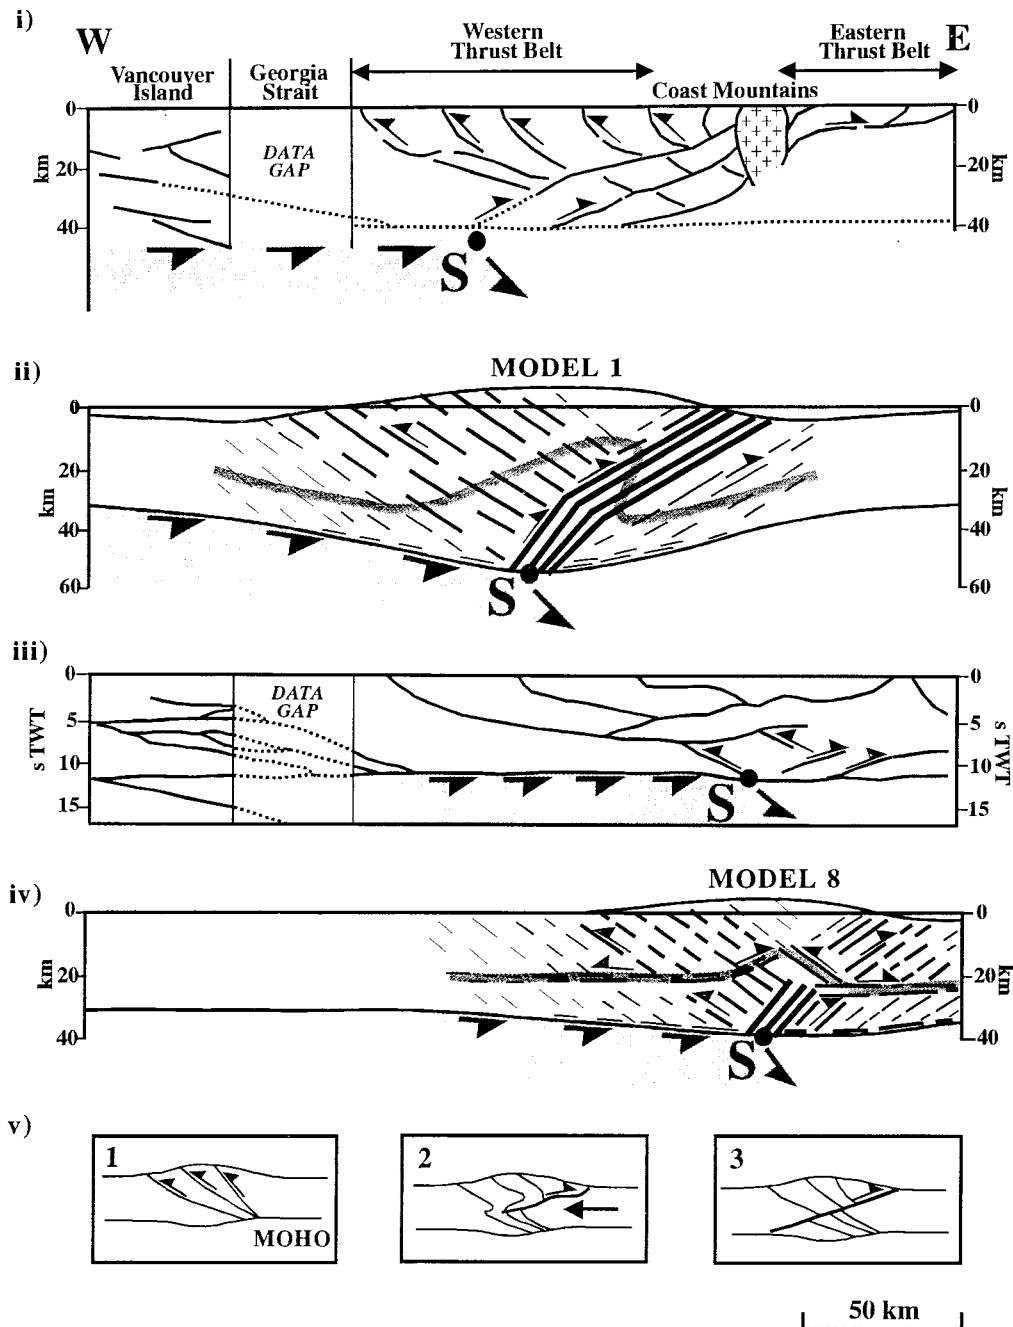 i)
W
Western
Thrust Belt
Eastern
Thrust Belt
E
Vancouver
Island
Georgia
Strait
Coast Mountains
0
20
40
km
DATA
GAP
0
20
40
km
S
ii)
MODEL 1
0
20
40
60
km
0
20
40
60
km
S
iii)
0
5
10
15
s TWT
DATA
GAP
0
5
10
15
s TWT
S
iv)
MODEL 8
0
20
40
km
0
20
40
km
S
v)
1
MOHO
2
3
50 km